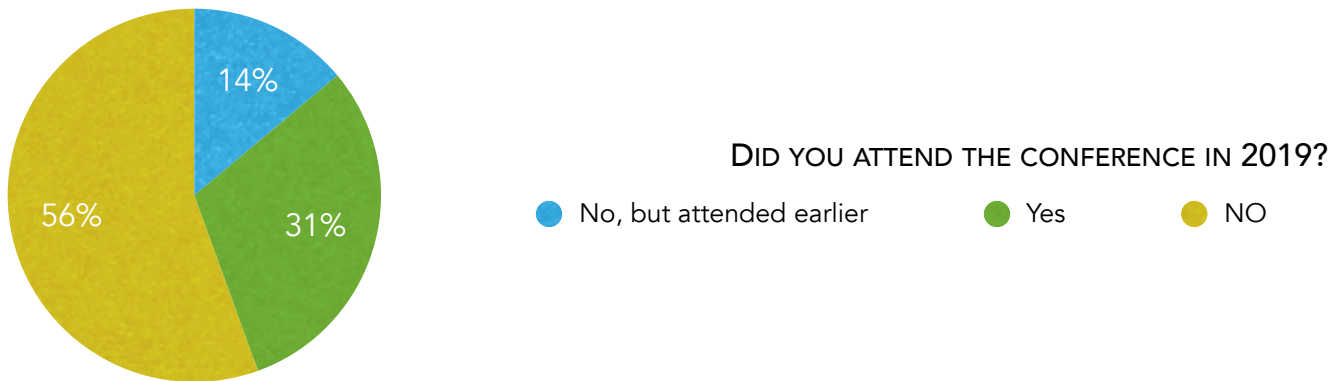 14%
31%
56%
DID YOU ATTEND THE CONFERENCE IN 2019?
No, but attended earlier Yes NO